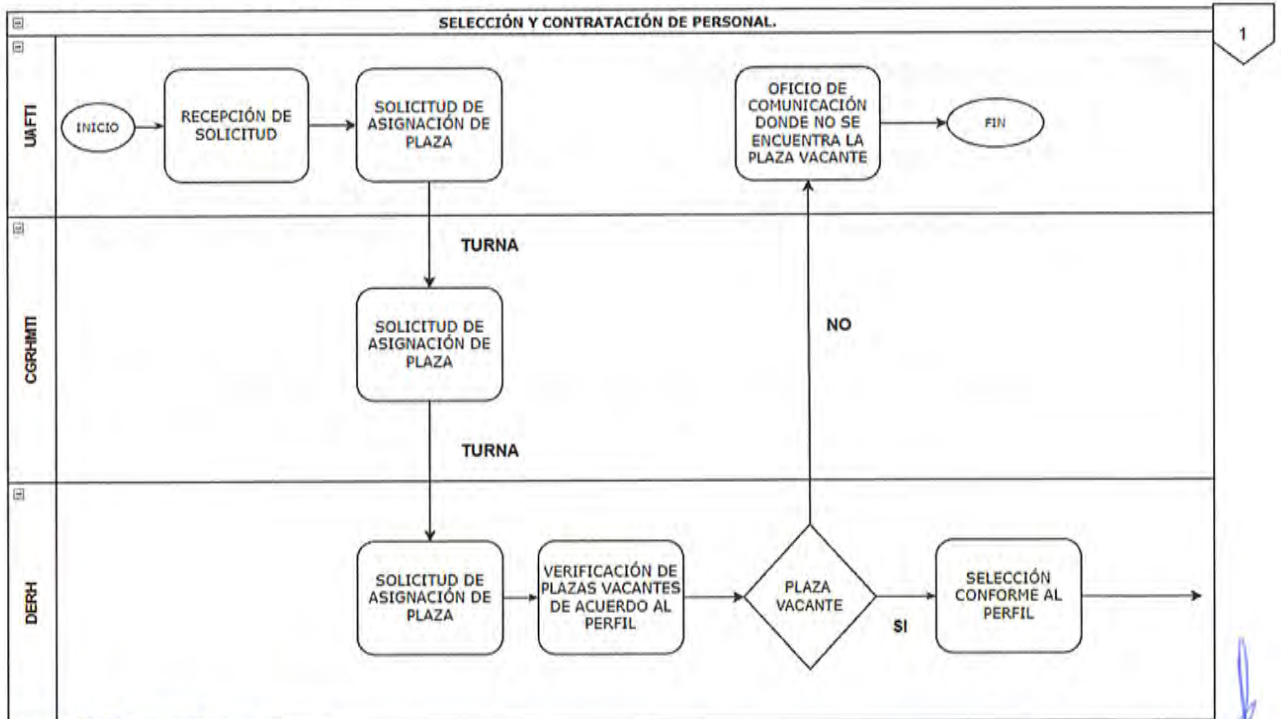 SELECCIÓN Y CONTRATACIÓN DE PERSONAL.
1
UAFTI
INICIO
RECEPCIÓN DE
SOLICITUD
SOLICITUD DE
ASIGNACIÓN DE
PLAZA
OFICIO DE
COMUNICACIÓN
DONDE NO SE
ENCUENTRA LA
PLAZA VACANTE
FIN
CGRHMTI
TURNA
SOLICITUD DE
ASIGNACIÓN DE
PLAZA
NO
TURNA
DERH
SOLICITUD DE
ASIGNACIÓN DE
PLAZA
VERIFICACIÓN DE
PLAZAS VACANTES
DE ACUERDO AL
PERFIL
PLAZA
VACANTE
SI
SELECCIÓN
CONFORME AL
PERFIL